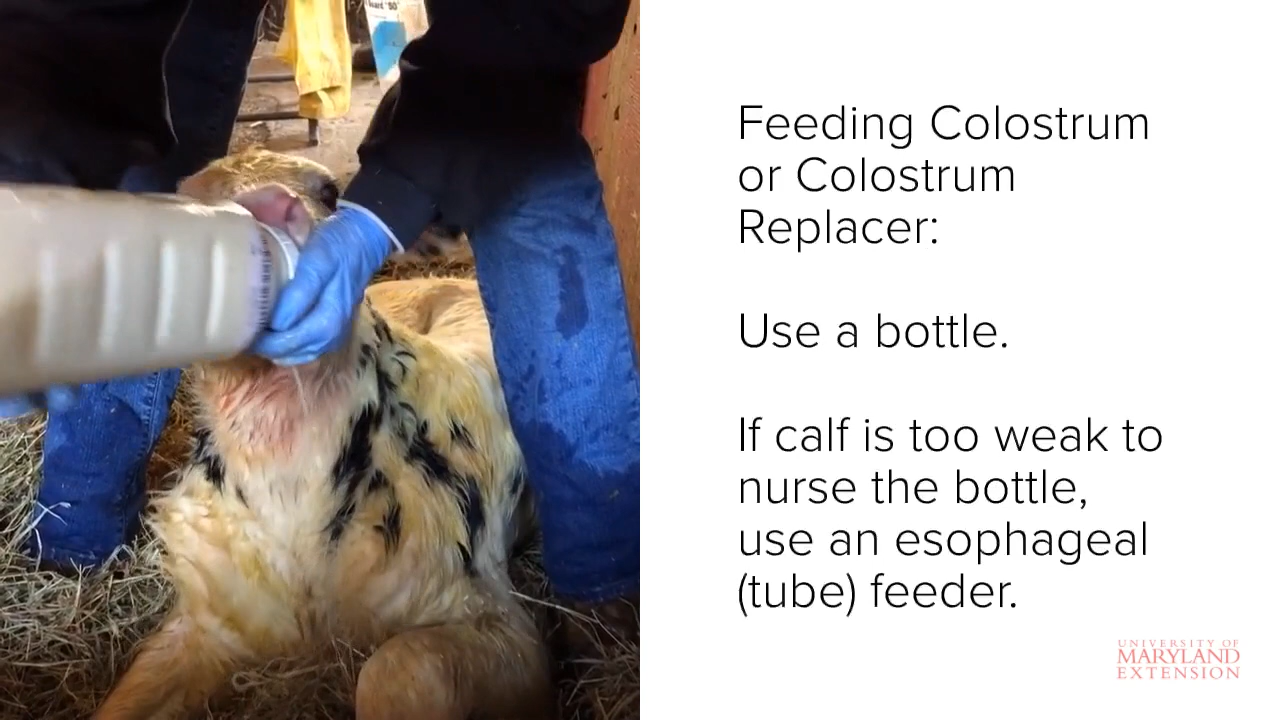 Feeding Colostrum
or Colostrum
Replacer:
Use a bottle.
If calf is too weak to
nurse the bottle,
use an esophageal
(tube) feeder.
UNIVERSITY OF
MARYLAND
EXTENSION